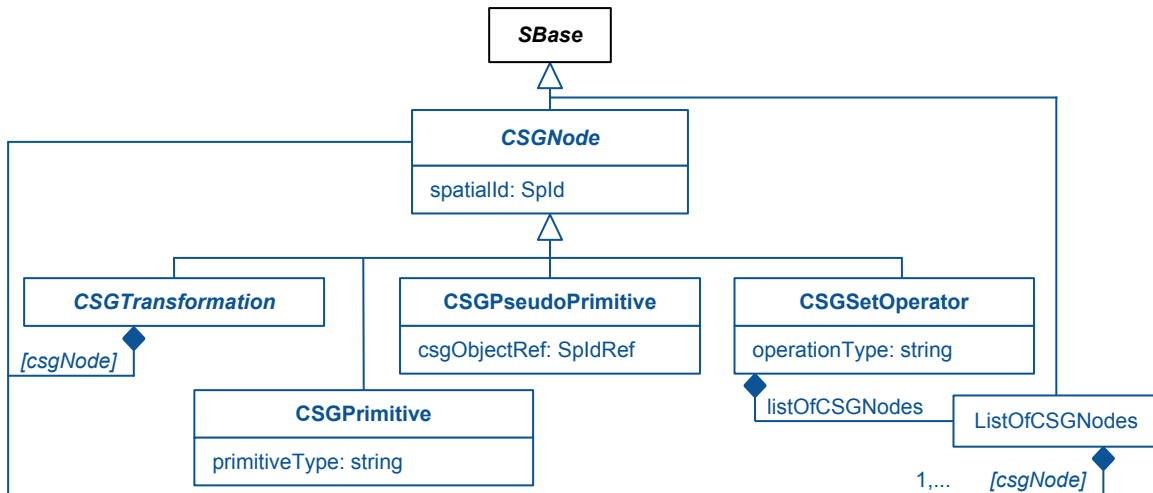 SBase
CSGNode
spatialId: SpId
CSGTransformation
CSGPseudoPrimitive
csgObjectRef: SpIdRef
CSGSetOperator
operationType: string
[csgNode]
CSGPrimitive
primitiveType: string
listOfCSGNodes
ListOfCSGNodes
1,... [csgNode]